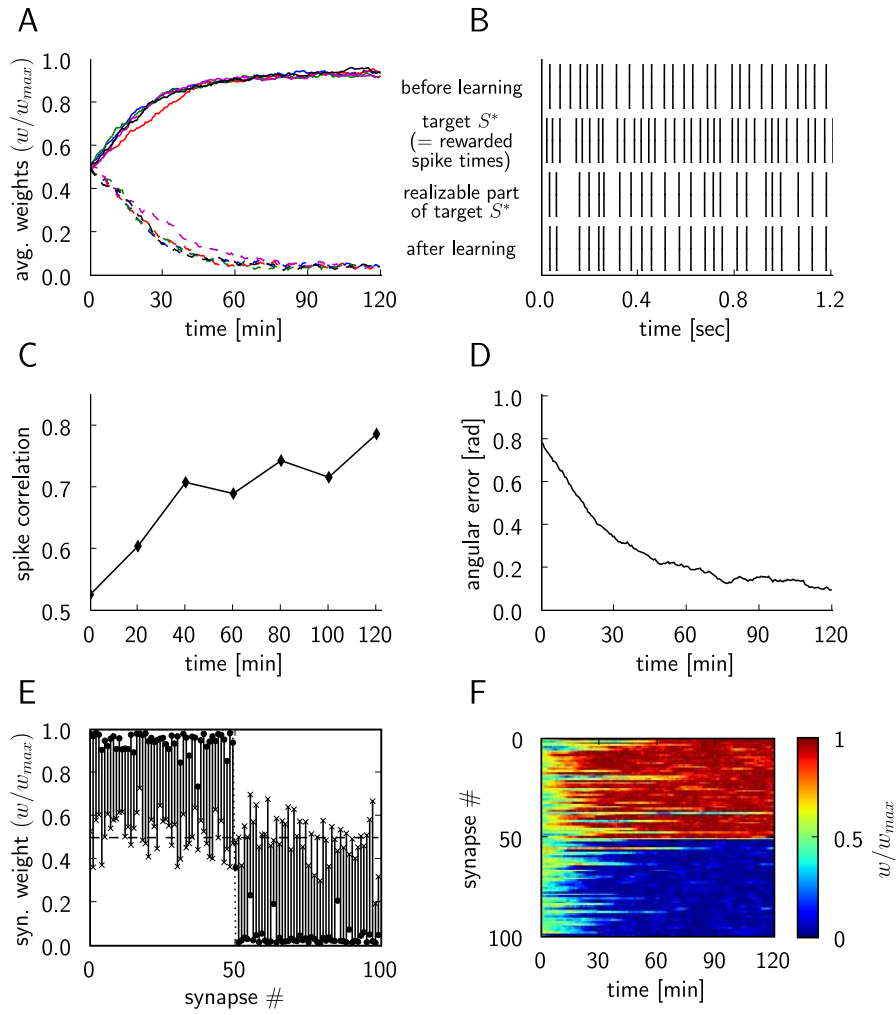 A
avg. weights (w/w_max)
1.0
0.8
0.6
0.4
0.2
0.0
0 30 60 90 120
time [min]
B
before learning
target S*
(= rewarded
spike times)
realizable part
of target S*
after learning
0.0 0.4 0.8 1.2
time [sec]
C
spike correlation
0.8
0.7
0.6
0.5
0 20 40 60 80 100 120
time [min]
D
angular error [rad]
1.0
0.8
0.6
0.4
0.2
0.0
0 30 60 90 120
time [min]
E
syn. weight (w/w_max)
1.0
0.8
0.6
0.4
0.2
0.0
0 50 100
synapse #
F
synapse #
0
50
100
0 30 60 90 121
time [min]
1
0.5
0
w/w_max